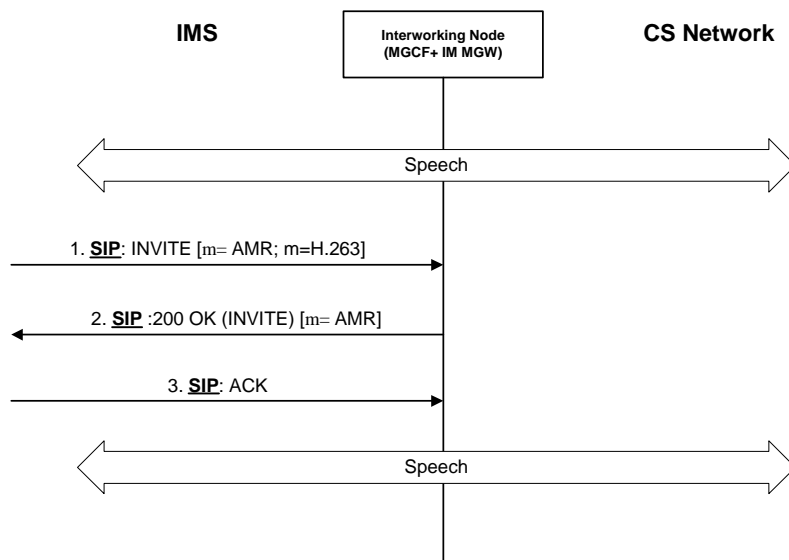 IMS
Interworking Node
(MGCF+ IM MGW)
CS Network
Speech
1. SIP: INVITE [m= AMR; m=H.263]
2. SIP :200 OK (INVITE) [m= AMR]
3. SIP: ACK
Speech